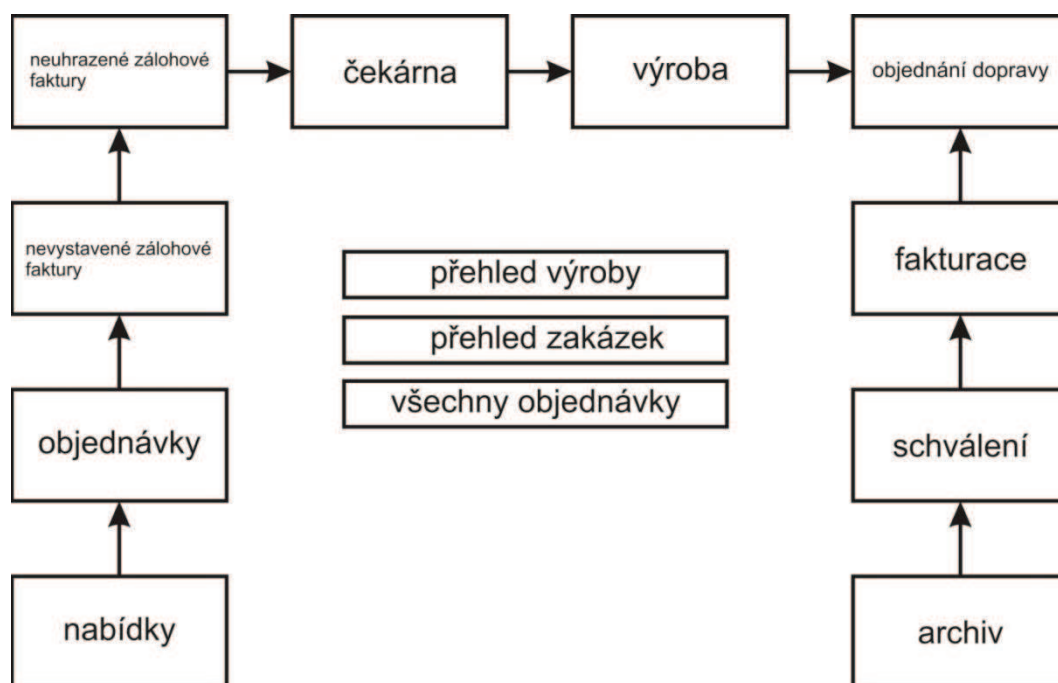 neuhrazené zálohové
faktury
čekárna
výroba
objednání dopravy
nevystavené zálohové
faktury
fakturace
přehled výroby
přehled zakázek
všechny objednávky
objednávky
schválení
nabídky
archiv